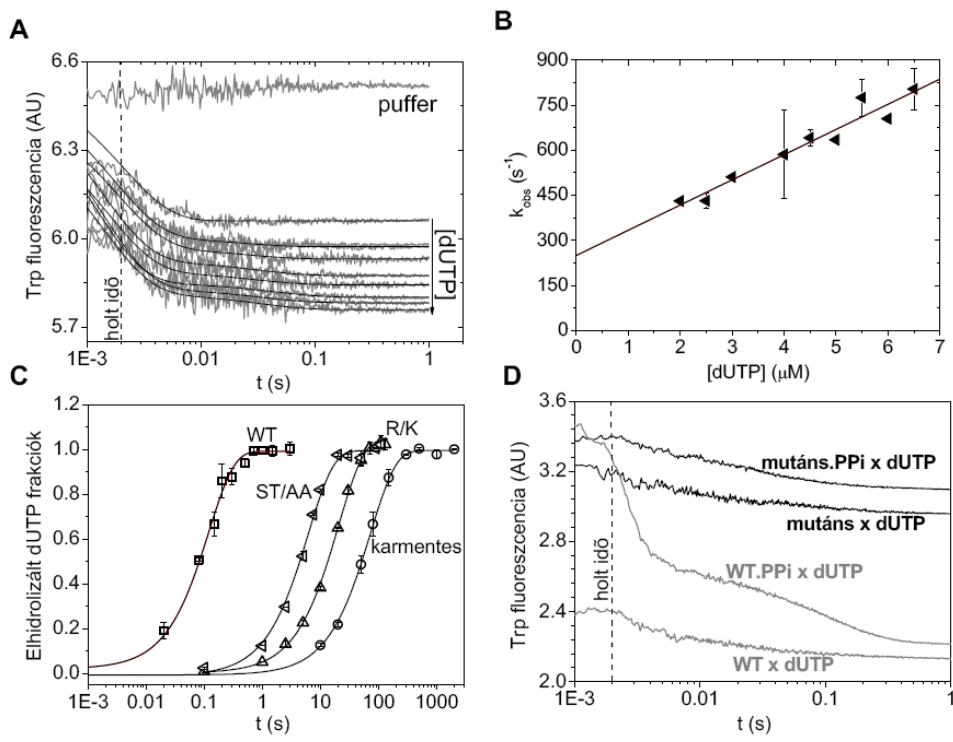 A
Trp fluoreszcencia (AU)
6.6
6.3
6.0
5.7
puffer
holt idő
[dUTP]
1E-3 0.01 0.1 1
t (s)
B
k_obs (s⁻¹)
900
750
600
450
300
150
0
0 1 2 3 4 5 6 7
[dUTP] (μM)
C
Elhidrolizált dUTP frakciók
1.2
1.0
0.8
0.6
0.4
0.2
0.0
WT
R/K
ST/AA
karmentes
1E-3 0.01 0.1 1 10 100 1000
t (s)
D
Trp fluoreszcencia (AU)
3.6
3.2
2.8
2.4
2.0
holt idő
mutáns.PPi x dUTP
mutáns x dUTP
WT.PPi x dUTP
WT x dUTP
1E-3 0.01 0.1 1
t (s)